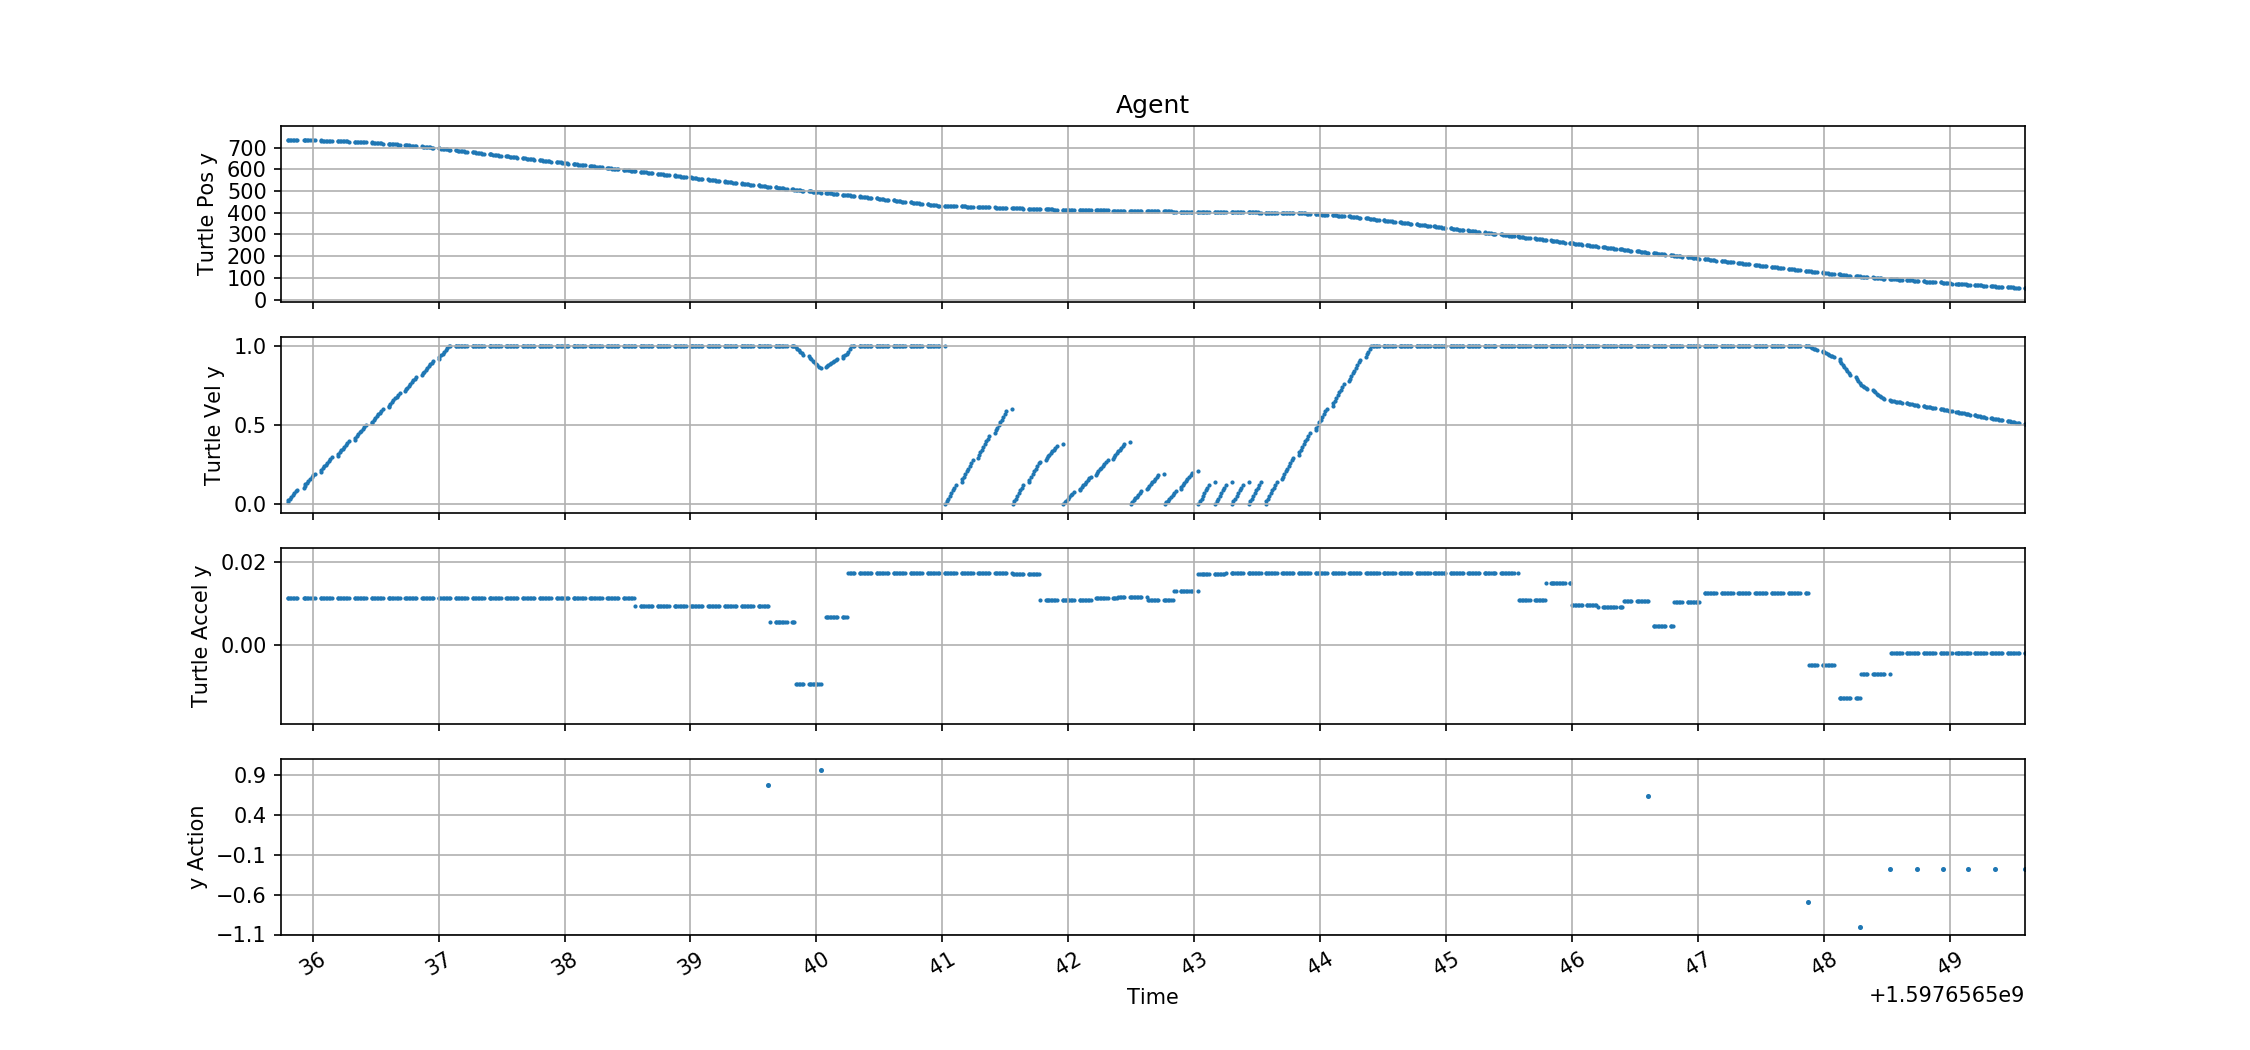 Agent
Turtle Pos y
700
600
500
400
300
200
100
0
Turtle Vel y
1.0
0.5
0.0
Turtle Accel y
0.02
0.00
y Action
0.9
0.4
−0.1
−0.6
−1.1
36 37 38 39 40 41 42 43 44 45 46 47 48 49
Time
+1.5976565e9